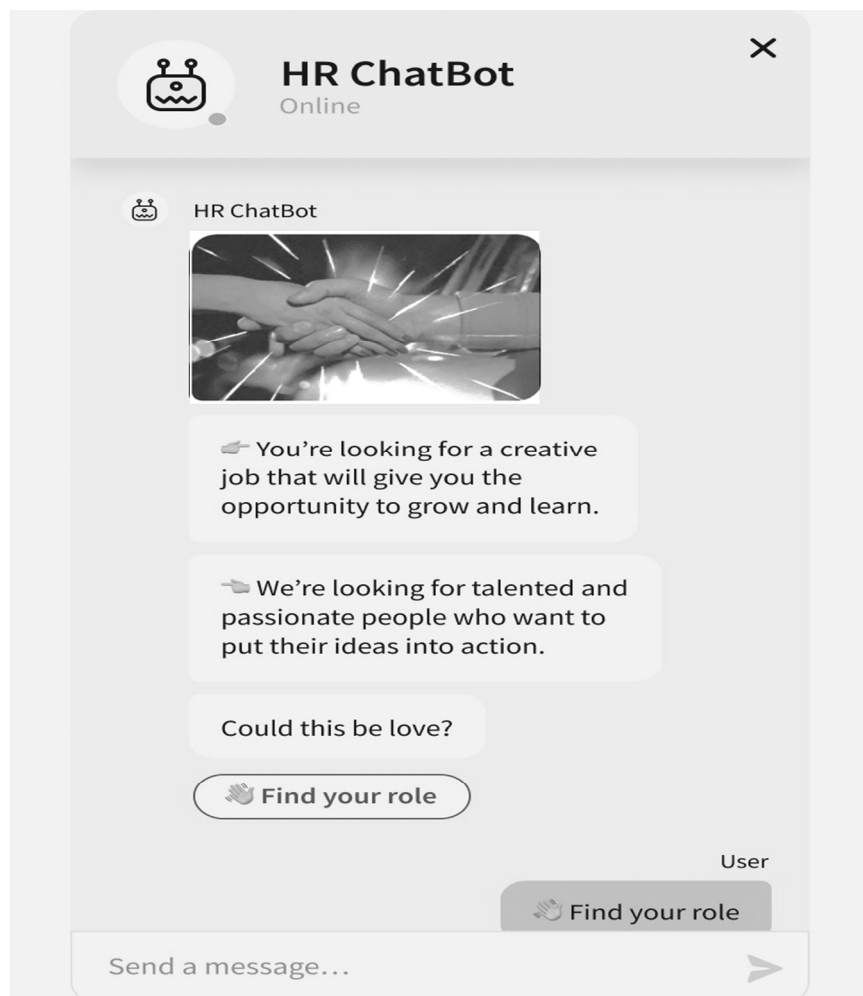 HR ChatBot
Online
HR ChatBot
👉 You’re looking for a creative
job that will give you the
opportunity to grow and learn.
👈 We’re looking for talented and
passionate people who want to
put their ideas into action.
Could this be love?
👋 Find your role
User
👋 Find your role
Send a message...